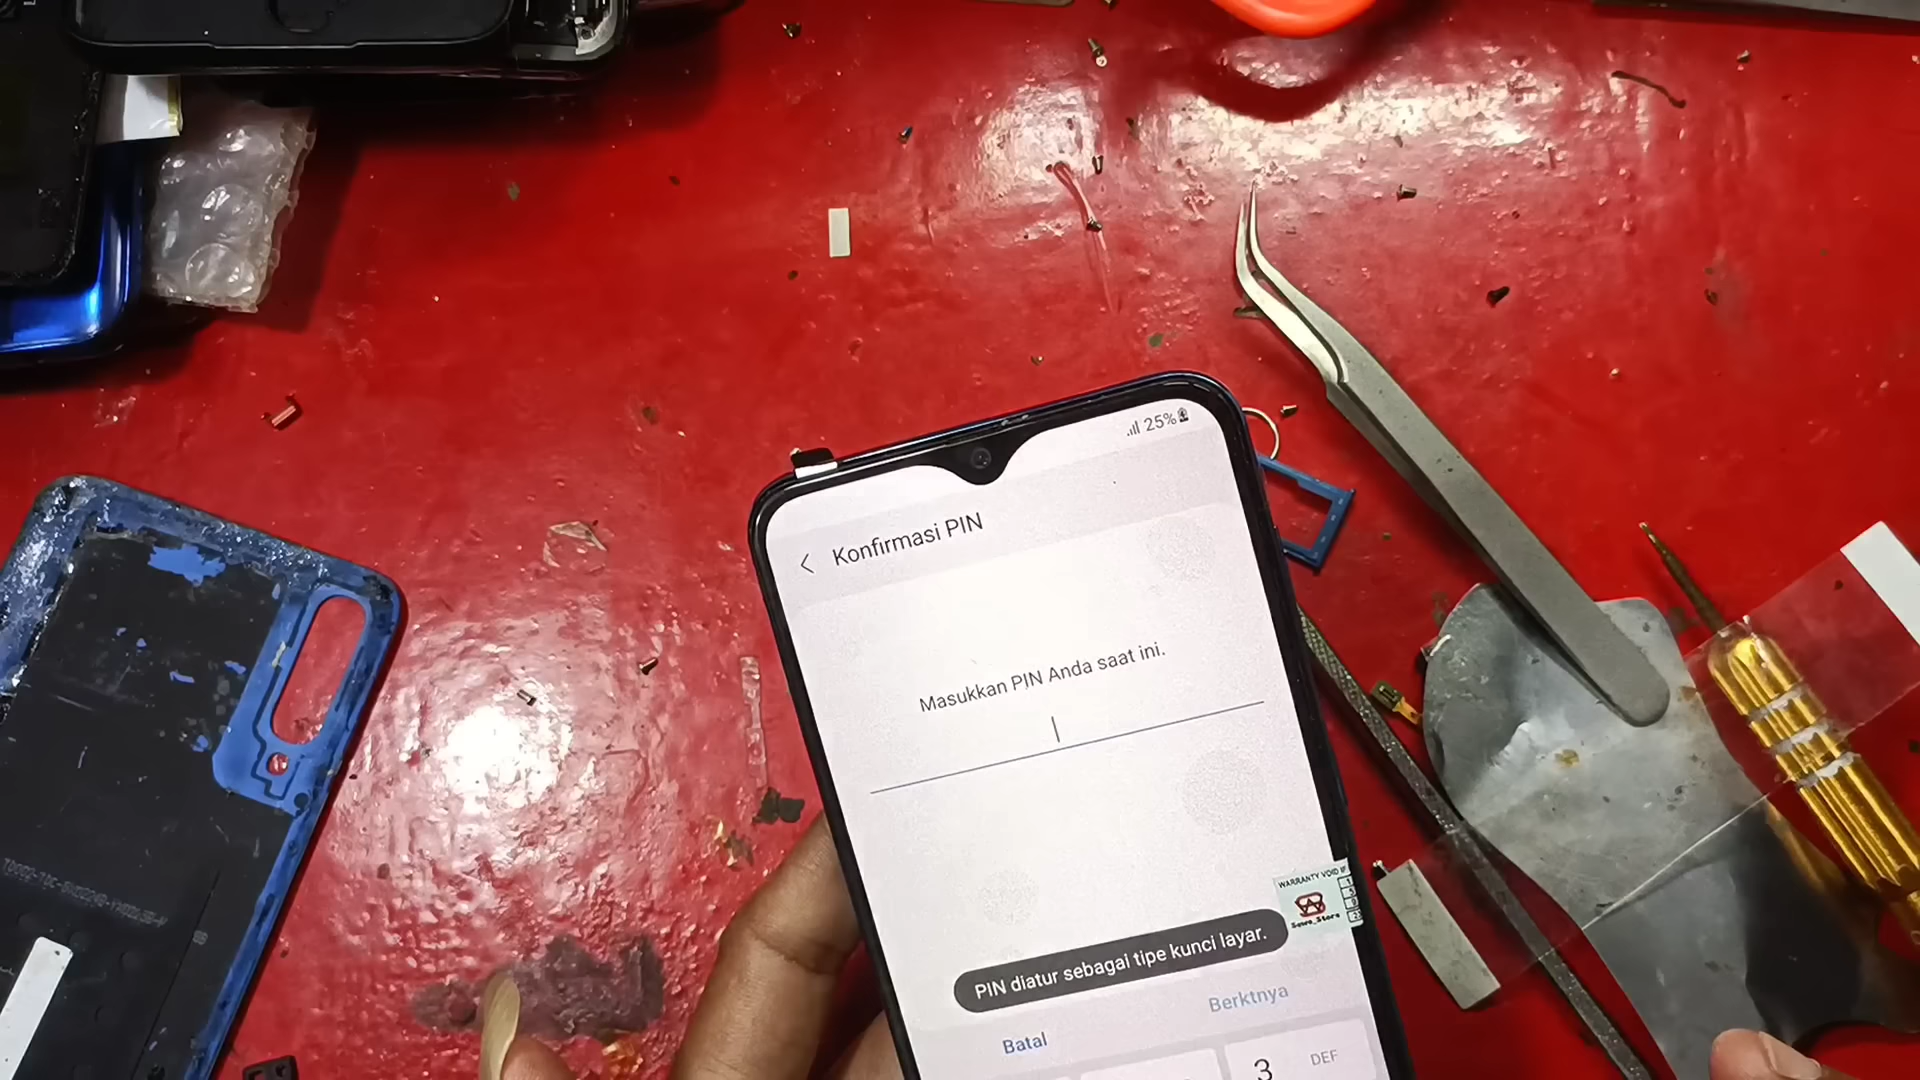 25%
Konfirmasi PIN
Masukkan PIN Anda saat ini.
WARRANTY VOID IF
PIN diatur sebagai tipe kunci layar.
Batal
Berktnya
3 DEF